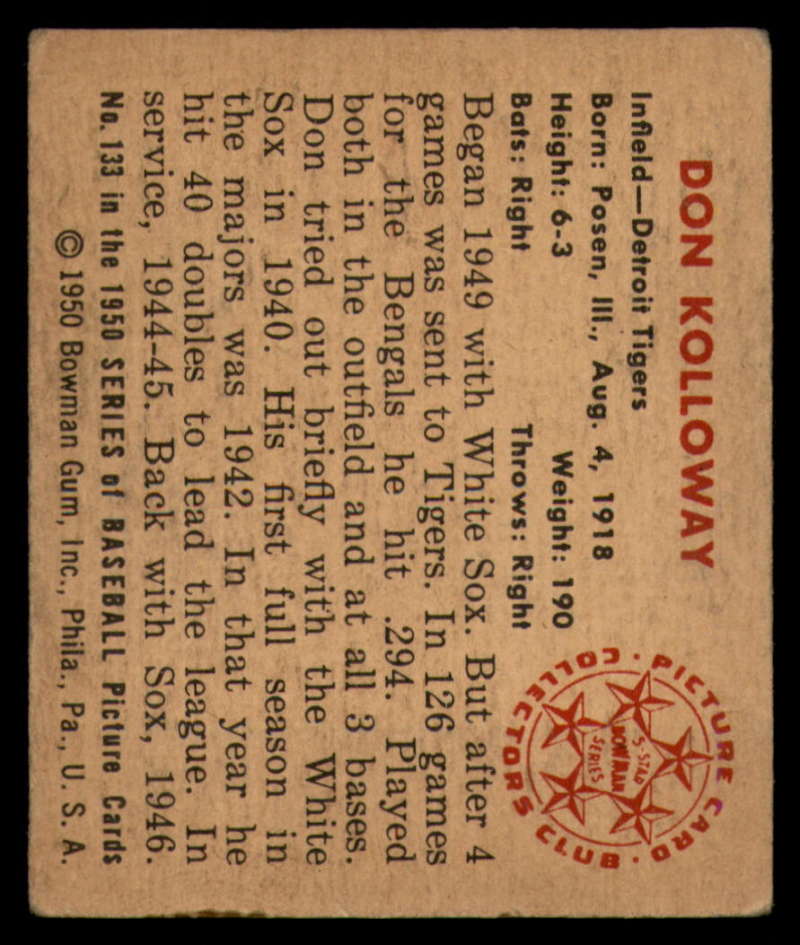 DON KOLLOWAY
Infield—Detroit Tigers
Born: Posen, Ill., Aug. 4, 1918
Height: 6-3 Weight: 190
Bats: Right Throws: Right
Began 1949 with White Sox. But after 4
games was sent to Tigers. In 126 games
for the Bengals he hit .294. Played
both in the outfield and at all 3 bases.
Don tried out briefly with the White
Sox in 1940. His first full season in
the majors was 1942. In that year he
hit 40 doubles to lead the league. In
service, 1944-45. Back with Sox, 1946.
No. 133 in the 1950 SERIES of BASEBALL Picture Cards
© 1950 Bowman Gum, Inc., Phila., Pa., U. S. A.
PICTURE CARD COLLECTORS CLUB
5-STAR
BOWMAN
SERIES